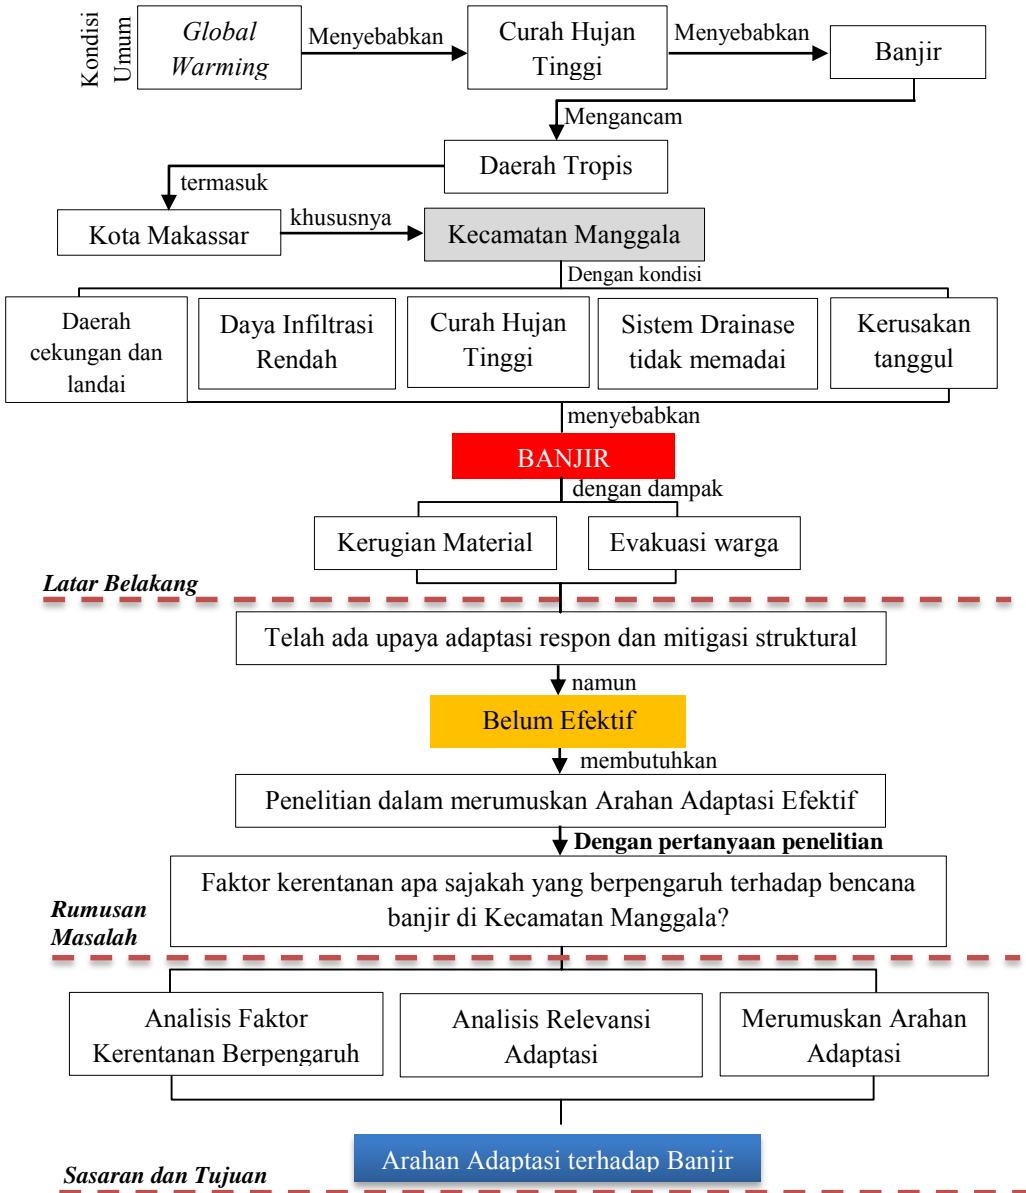 Kondisi
Umum
Global
Warming
Menyebabkan
Curah Hujan
Tinggi
Menyebabkan
Banjir
Mengancam
Daerah Tropis
termasuk
Kota Makassar
khususnya
Kecamatan Manggala
Dengan kondisi
Daerah
cekungan dan
landai
Daya Infiltrasi
Rendah
Curah Hujan
Tinggi
Sistem Drainase
tidak memadai
Kerusakan
tanggul
menyebabkan
BANJIR
dengan dampak
Kerugian Material
Evakuasi warga
Latar Belakang
Telah ada upaya adaptasi respon dan mitigasi struktural
namun
Belum Efektif
membutuhkan
Penelitian dalam merumuskan Arahan Adaptasi Efektif
Dengan pertanyaan penelitian
Faktor kerentanan apa sajakah yang berpengaruh terhadap bencana
banjir di Kecamatan Manggala?
Rumusan
Masalah
Analisis Faktor
Kerentanan Berpengaruh
Analisis Relevansi
Adaptasi
Merumuskan Arahan
Adaptasi
Arahan Adaptasi terhadap Banjir
Sasaran dan Tujuan